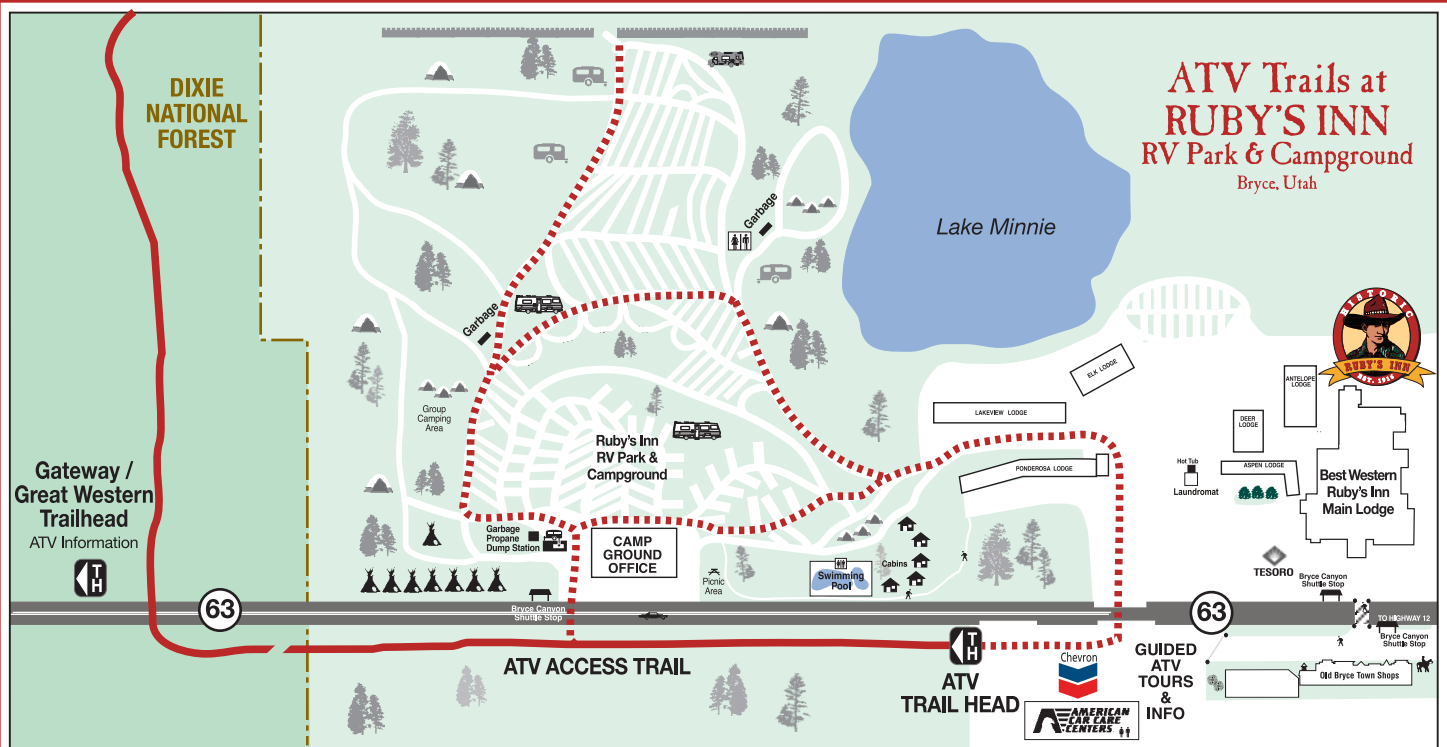 ATV Trails at
RUBY'S INN
RV Park & Campground
Bryce, Utah
DIXIE
NATIONAL
FOREST
Lake Minnie
Garbage
Garbage
HISTORIC
RUBY'S INN
EST. 1916
ELK LODGE
LAKEVIEW LODGE
ANTELOPE
LODGE
DEER
LODGE
Group
Camping
Area
Ruby's Inn
RV Park &
Campground
PONDEROSA LODGE
Hot Tub
Laundromat
ASPEN LODGE
Best Western
Ruby's Inn
Main Lodge
Gateway /
Great Western
Trailhead
ATV Information
TH
Garbage
Propane
Dump Station
CAMP
GROUND
OFFICE
Picnic
Area
Swimming
Pool
Cabins
TESORO
Bryce Canyon
Shuttle Stop
63
Bryce Canyon
Shuttle Stop
63
TO HIGHWAY 12
Bryce Canyon
Shuttle Stop
ATV ACCESS TRAIL
TH
ATV
TRAIL HEAD
Chevron
AMERICAN
CAR CARE
CENTERS
GUIDED
ATV
TOURS
&
INFO
Old Bryce Town Shops